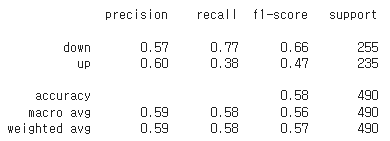 precision recall f1-score support
down 0.57 0.77 0.66 255
up 0.60 0.38 0.47 235
accuracy 0.58 490
macro avg 0.59 0.58 0.56 490
weighted avg 0.59 0.58 0.57 490